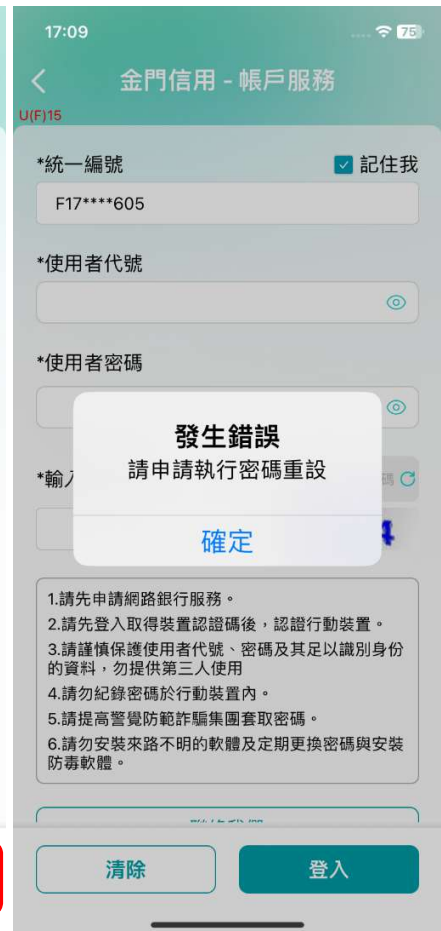 17:09
75
金門信用 - 帳戶服務
U(F)15
*統一編號
記住我
F17****605
*使用者代號
*使用者密碼
發生錯誤
請申請執行密碼重設
*輸入
碼
確定
4
1.請先申請網路銀行服務。
2.請先登入取得裝置認證碼後，認證行動裝置。
3.請謹慎保護使用者代號、密碼及其足以識別身份
的資料，勿提供第三人使用
4.請勿紀錄密碼於行動裝置內。
5.請提高警覺防範詐騙集團套取密碼。
6.請勿安裝來路不明的軟體及定期更換密碼與安裝
防毒軟體。
清除
登入